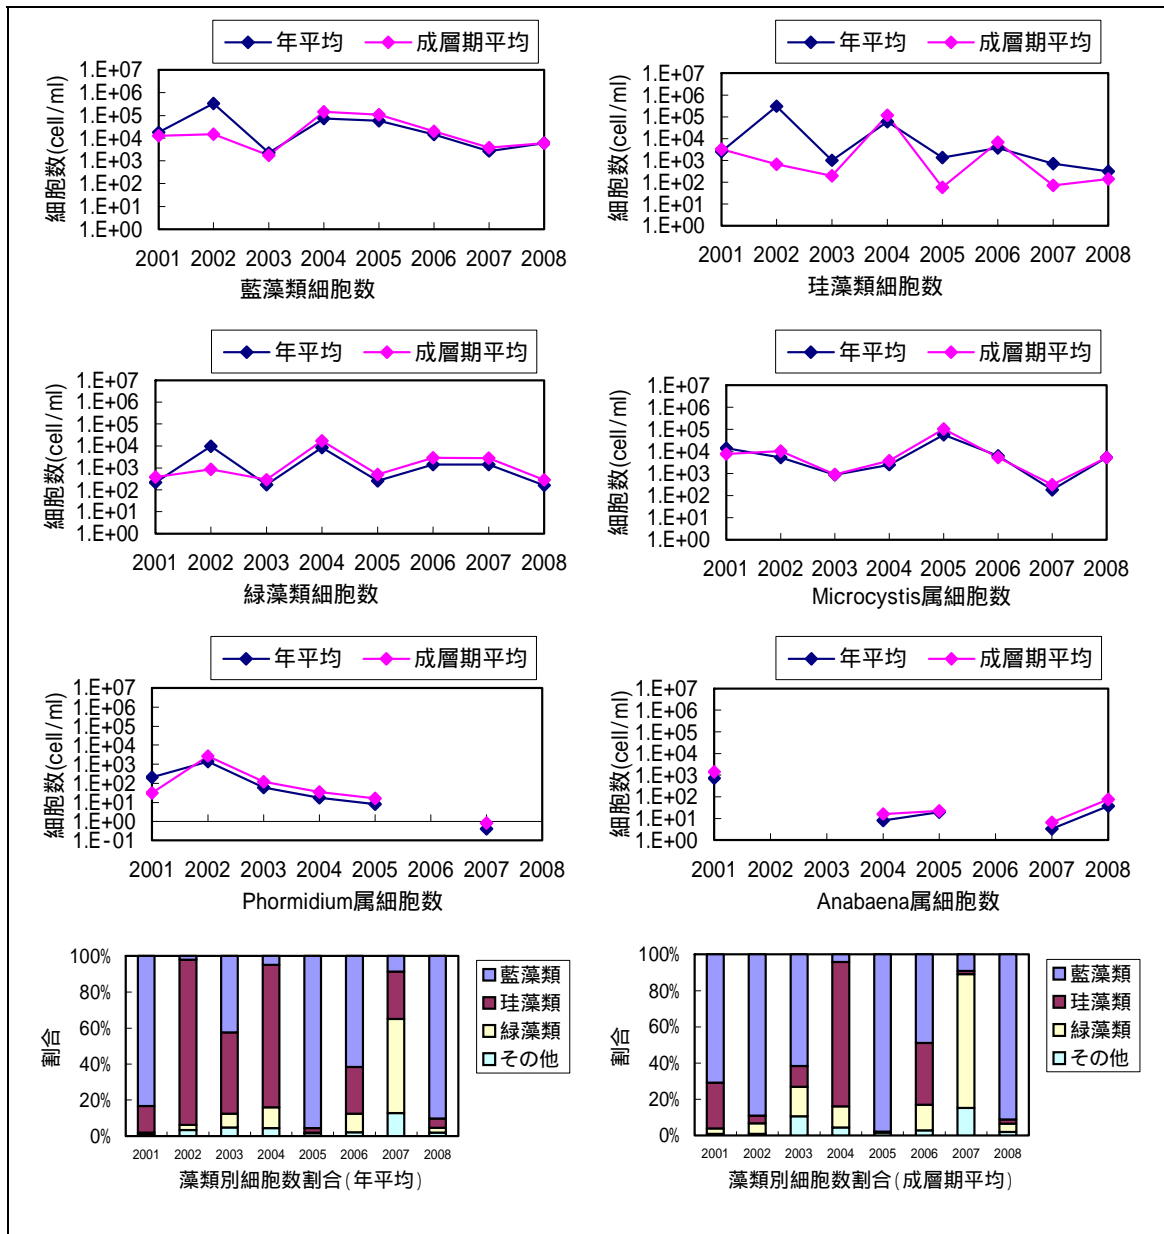 年平均 成層期平均
1.E+07
1.E+06
1.E+05
1.E+04
1.E+03
1.E+02
1.E+01
1.E+00
細胞数(cell/ml)
2001 2002 2003 2004 2005 2006 2007 2008
藍藻類細胞数
年平均 成層期平均
1.E+07
1.E+06
1.E+05
1.E+04
1.E+03
1.E+02
1.E+01
1.E+00
細胞数(cell/ml)
2001 2002 2003 2004 2005 2006 2007 2008
珪藻類細胞数
年平均 成層期平均
1.E+07
1.E+06
1.E+05
1.E+04
1.E+03
1.E+02
1.E+01
1.E+00
細胞数(cell/ml)
2001 2002 2003 2004 2005 2006 2007 2008
緑藻類細胞数
年平均 成層期平均
1.E+07
1.E+06
1.E+05
1.E+04
1.E+03
1.E+02
1.E+01
1.E+00
細胞数(cell/ml)
2001 2002 2003 2004 2005 2006 2007 2008
Microcystis属細胞数
年平均 成層期平均
1.E+07
1.E+06
1.E+05
1.E+04
1.E+03
1.E+02
1.E+01
1.E+00
1.E-01
細胞数(cell/ml)
2001 2002 2003 2004 2005 2006 2007 2008
Phormidium属細胞数
年平均 成層期平均
1.E+07
1.E+06
1.E+05
1.E+04
1.E+03
1.E+02
1.E+01
1.E+00
細胞数(cell/ml)
2001 2002 2003 2004 2005 2006 2007 2008
Anabaena属細胞数
100%
80%
60%
40%
20%
0%
割合
2001 2002 2003 2004 2005 2006 2007 2008
藍藻類
珪藻類
緑藻類
その他
藻類別細胞数割合(年平均)
100%
80%
60%
40%
20%
0%
割合
2001 2002 2003 2004 2005 2006 2007 2008
藍藻類
珪藻類
緑藻類
その他
藻類別細胞数割合(成層期平均)